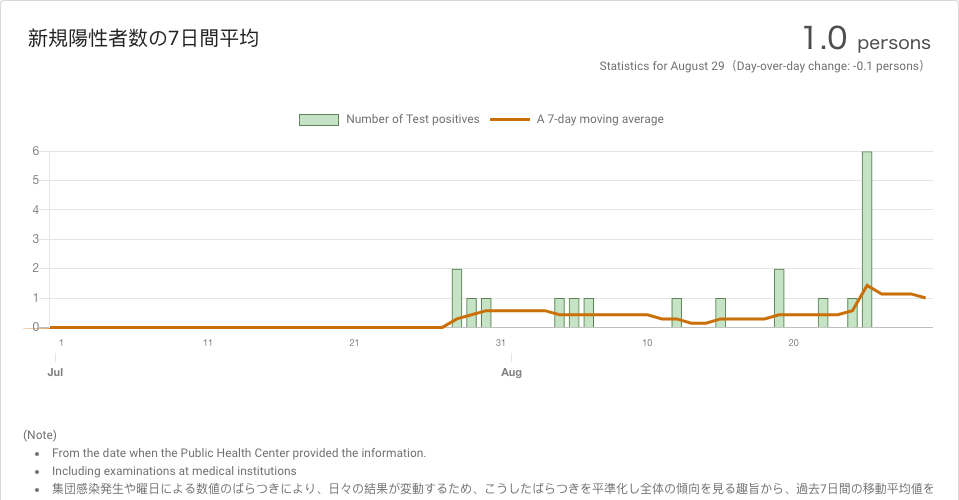 新規陽性者数の7日間平均
1.0 persons
Statistics for August 29（Day-over-day change: -0.1 persons）
Number of Test positives
A 7-day moving average
6
5
4
3
2
1
0
1 11 21 31 10 20
Jul Aug
(Note)
• From the date when the Public Health Center provided the information.
• Including examinations at medical institutions
• 集団感染発生や曜日による数値のばらつきにより、日々の結果が変動するため、こうしたばらつきを平準化し全体の傾向を見る趣旨から、過去7日間の移動平均値を